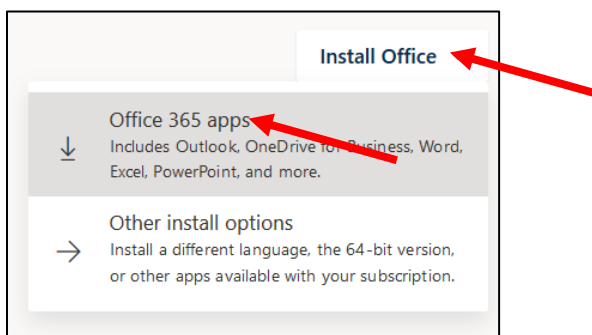 Install Office
Office 365 apps
Includes Outlook, OneDrive for Business, Word,
Excel, PowerPoint, and more.
Other install options
Install a different language, the 64-bit version,
or other apps available with your subscription.